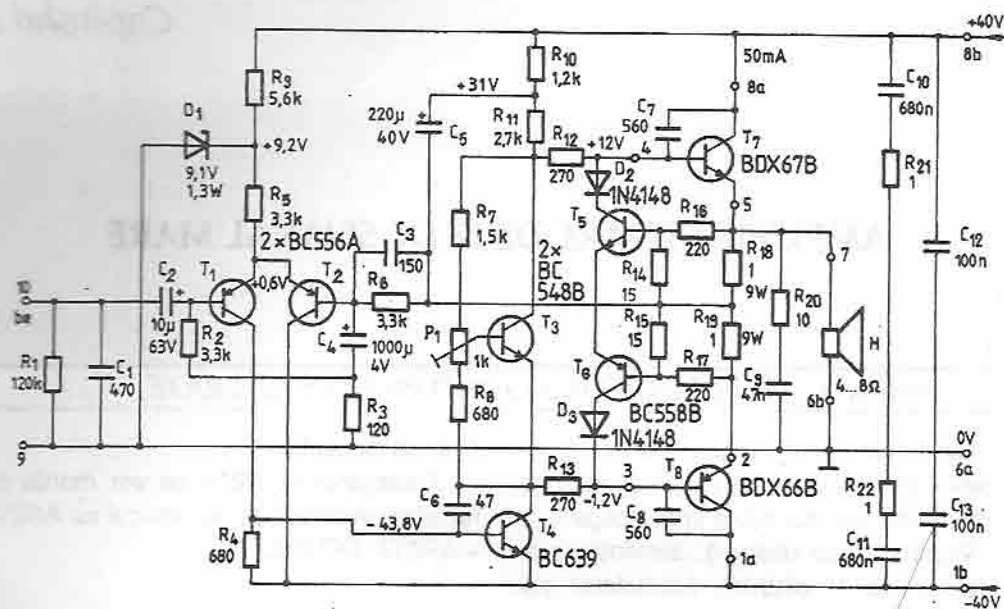 +40V
8b
50mA
8a
R9
5,6k
R10
1,2k
+31V
220µ
40V
C5
R11
2,7k
C7
560
4
T7
BDX67B
C10
680n
D1
9,1V
1,3W
+9,2V
R12
270
+12V
D2
1N4148
R21
1
R5
3,3k
2×BC556A
C3
150
R7
1,5k
T5
R16
220
5
R18
1
9W
C12
100n
2×
BC
548B
10
be
C2
10µ
63V
T1
+0,6V
T2
R6
3,3k
R14
15
7
R20
10
P1
1k
T3
R15
15
R19
1
9W
H
4...8Ω
R1
120k
C1
470
R2
3,3k
C4
1000µ
4V
T6
R17
220
R3
120
R8
680
BC558B
C9
47n
6b
D3
1N4148
9
0V
6a
R13
270
-1,2V
3
T8
2
BDX66B
R22
1
C6
47
C13
100n
R4
680
-43,8V
T4
BC639
C8
560
1a
C11
680n
1b
-40V